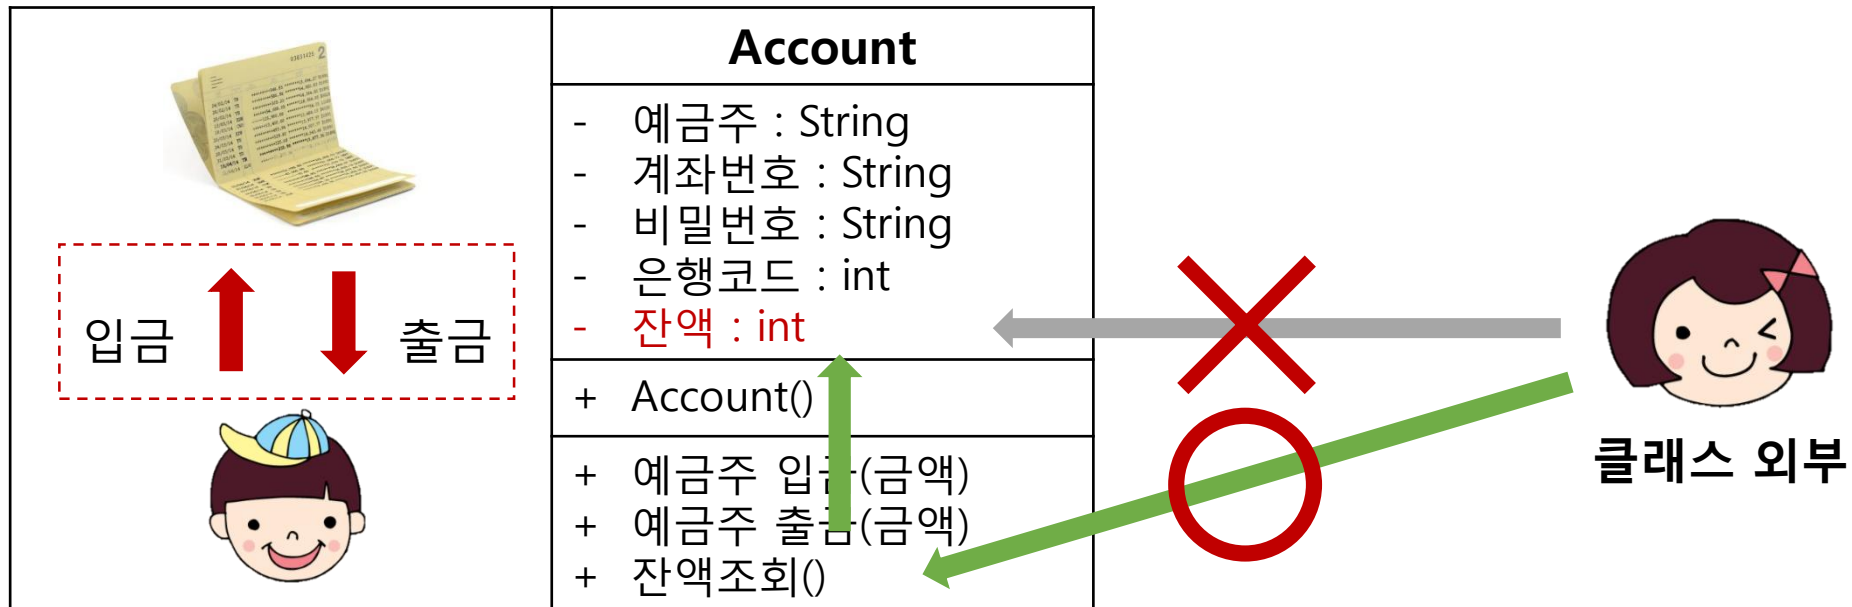 Account
- 예금주 : String
- 계좌번호 : String
- 비밀번호 : String
- 은행코드 : int
- 잔액 : int
+ Account()
+ 예금주 입금(금액)
+ 예금주 출금(금액)
+ 잔액조회()
입금
출금
클래스 외부